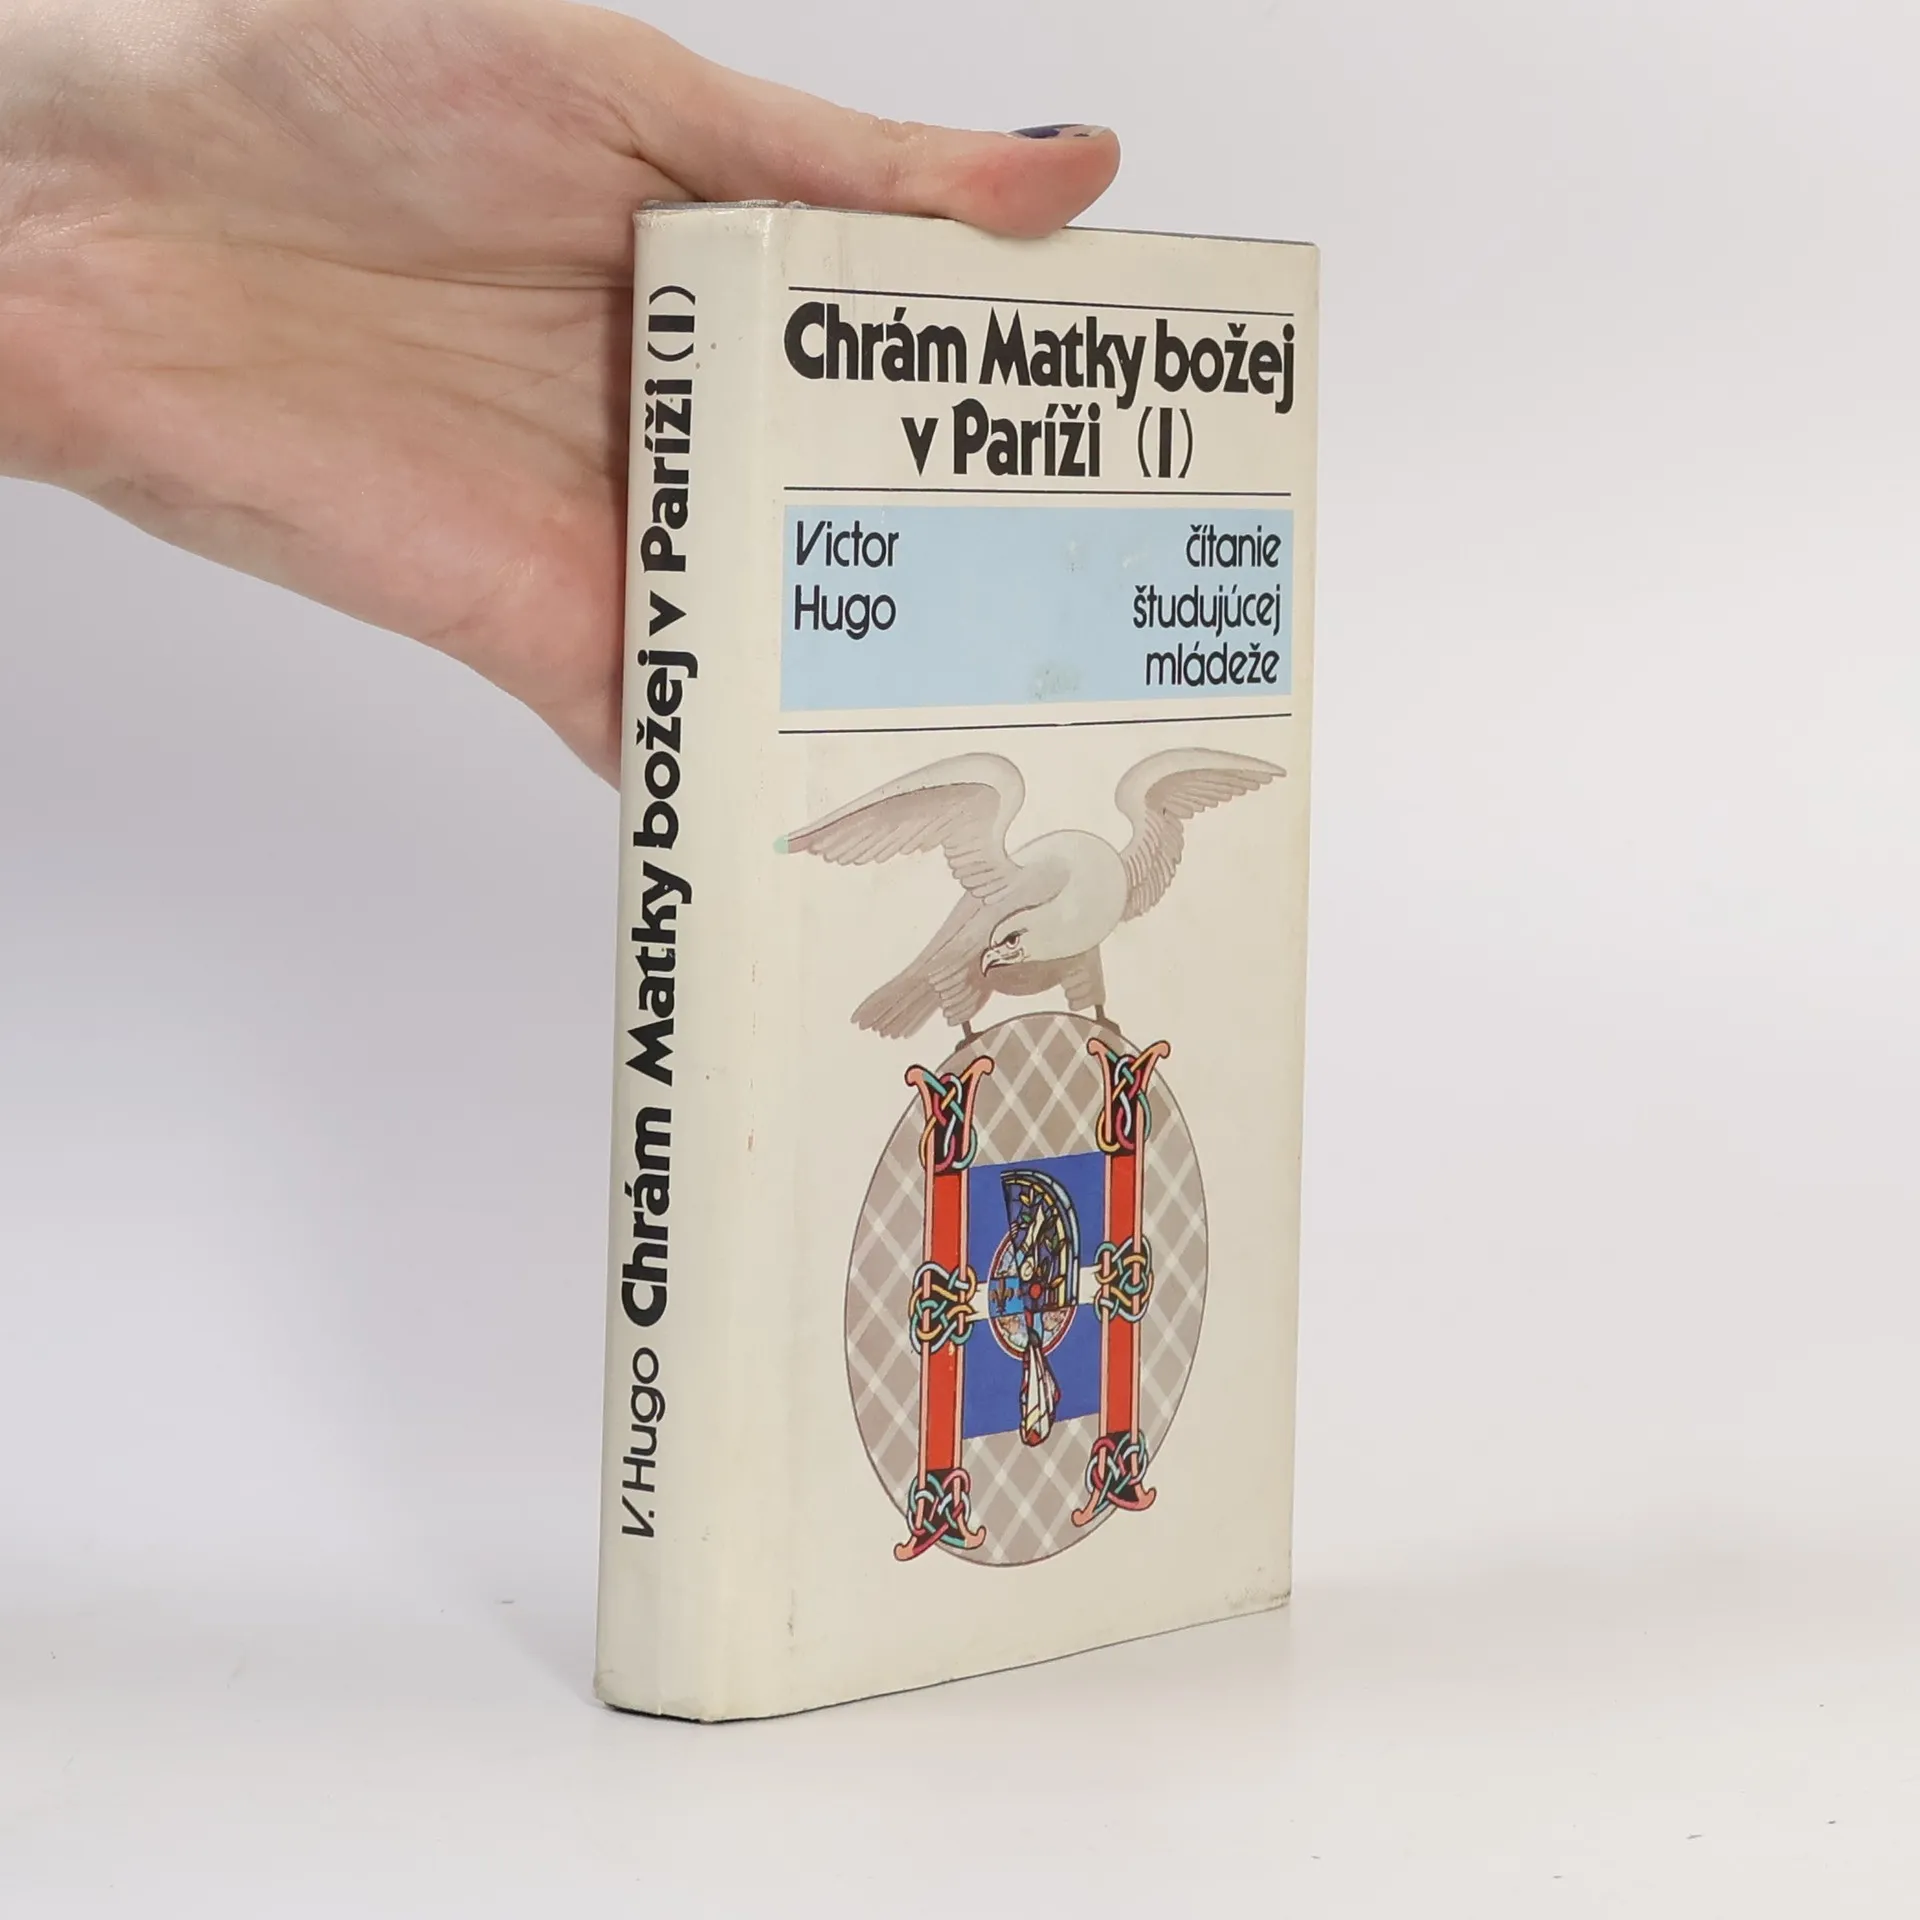 Chrám Matky božej
v Paríži (I)
Victor
Hugo
čítanie
študujúcej
mládeže
V. Hugo Chrám Matky božej v Paríži (I)